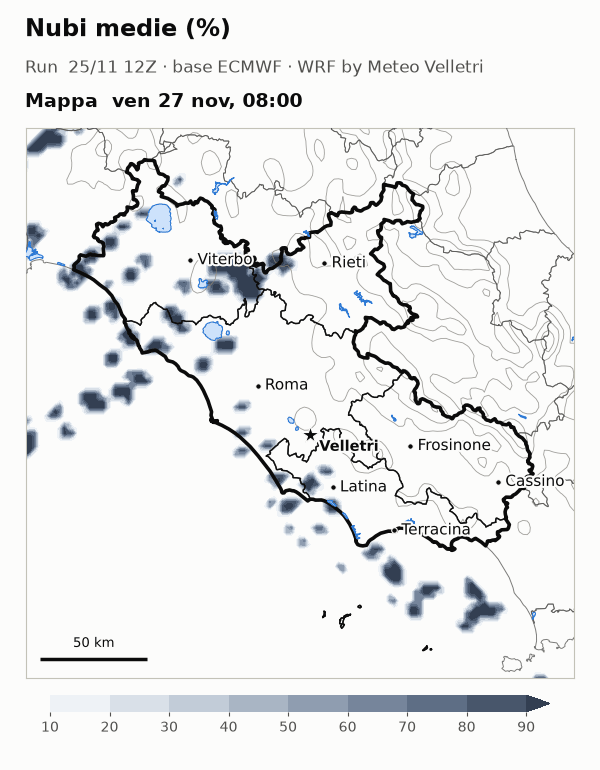 Nubi medie (%)
Run  25/11 12Z · base ECMWF · WRF by Meteo Velletri
Mappa  ven 27 nov, 08:00
Viterbo
Rieti
Roma
Velletri
Frosinone
Cassino
Latina
Terracina
50 km
10 20 30 40 50 60 70 80 90